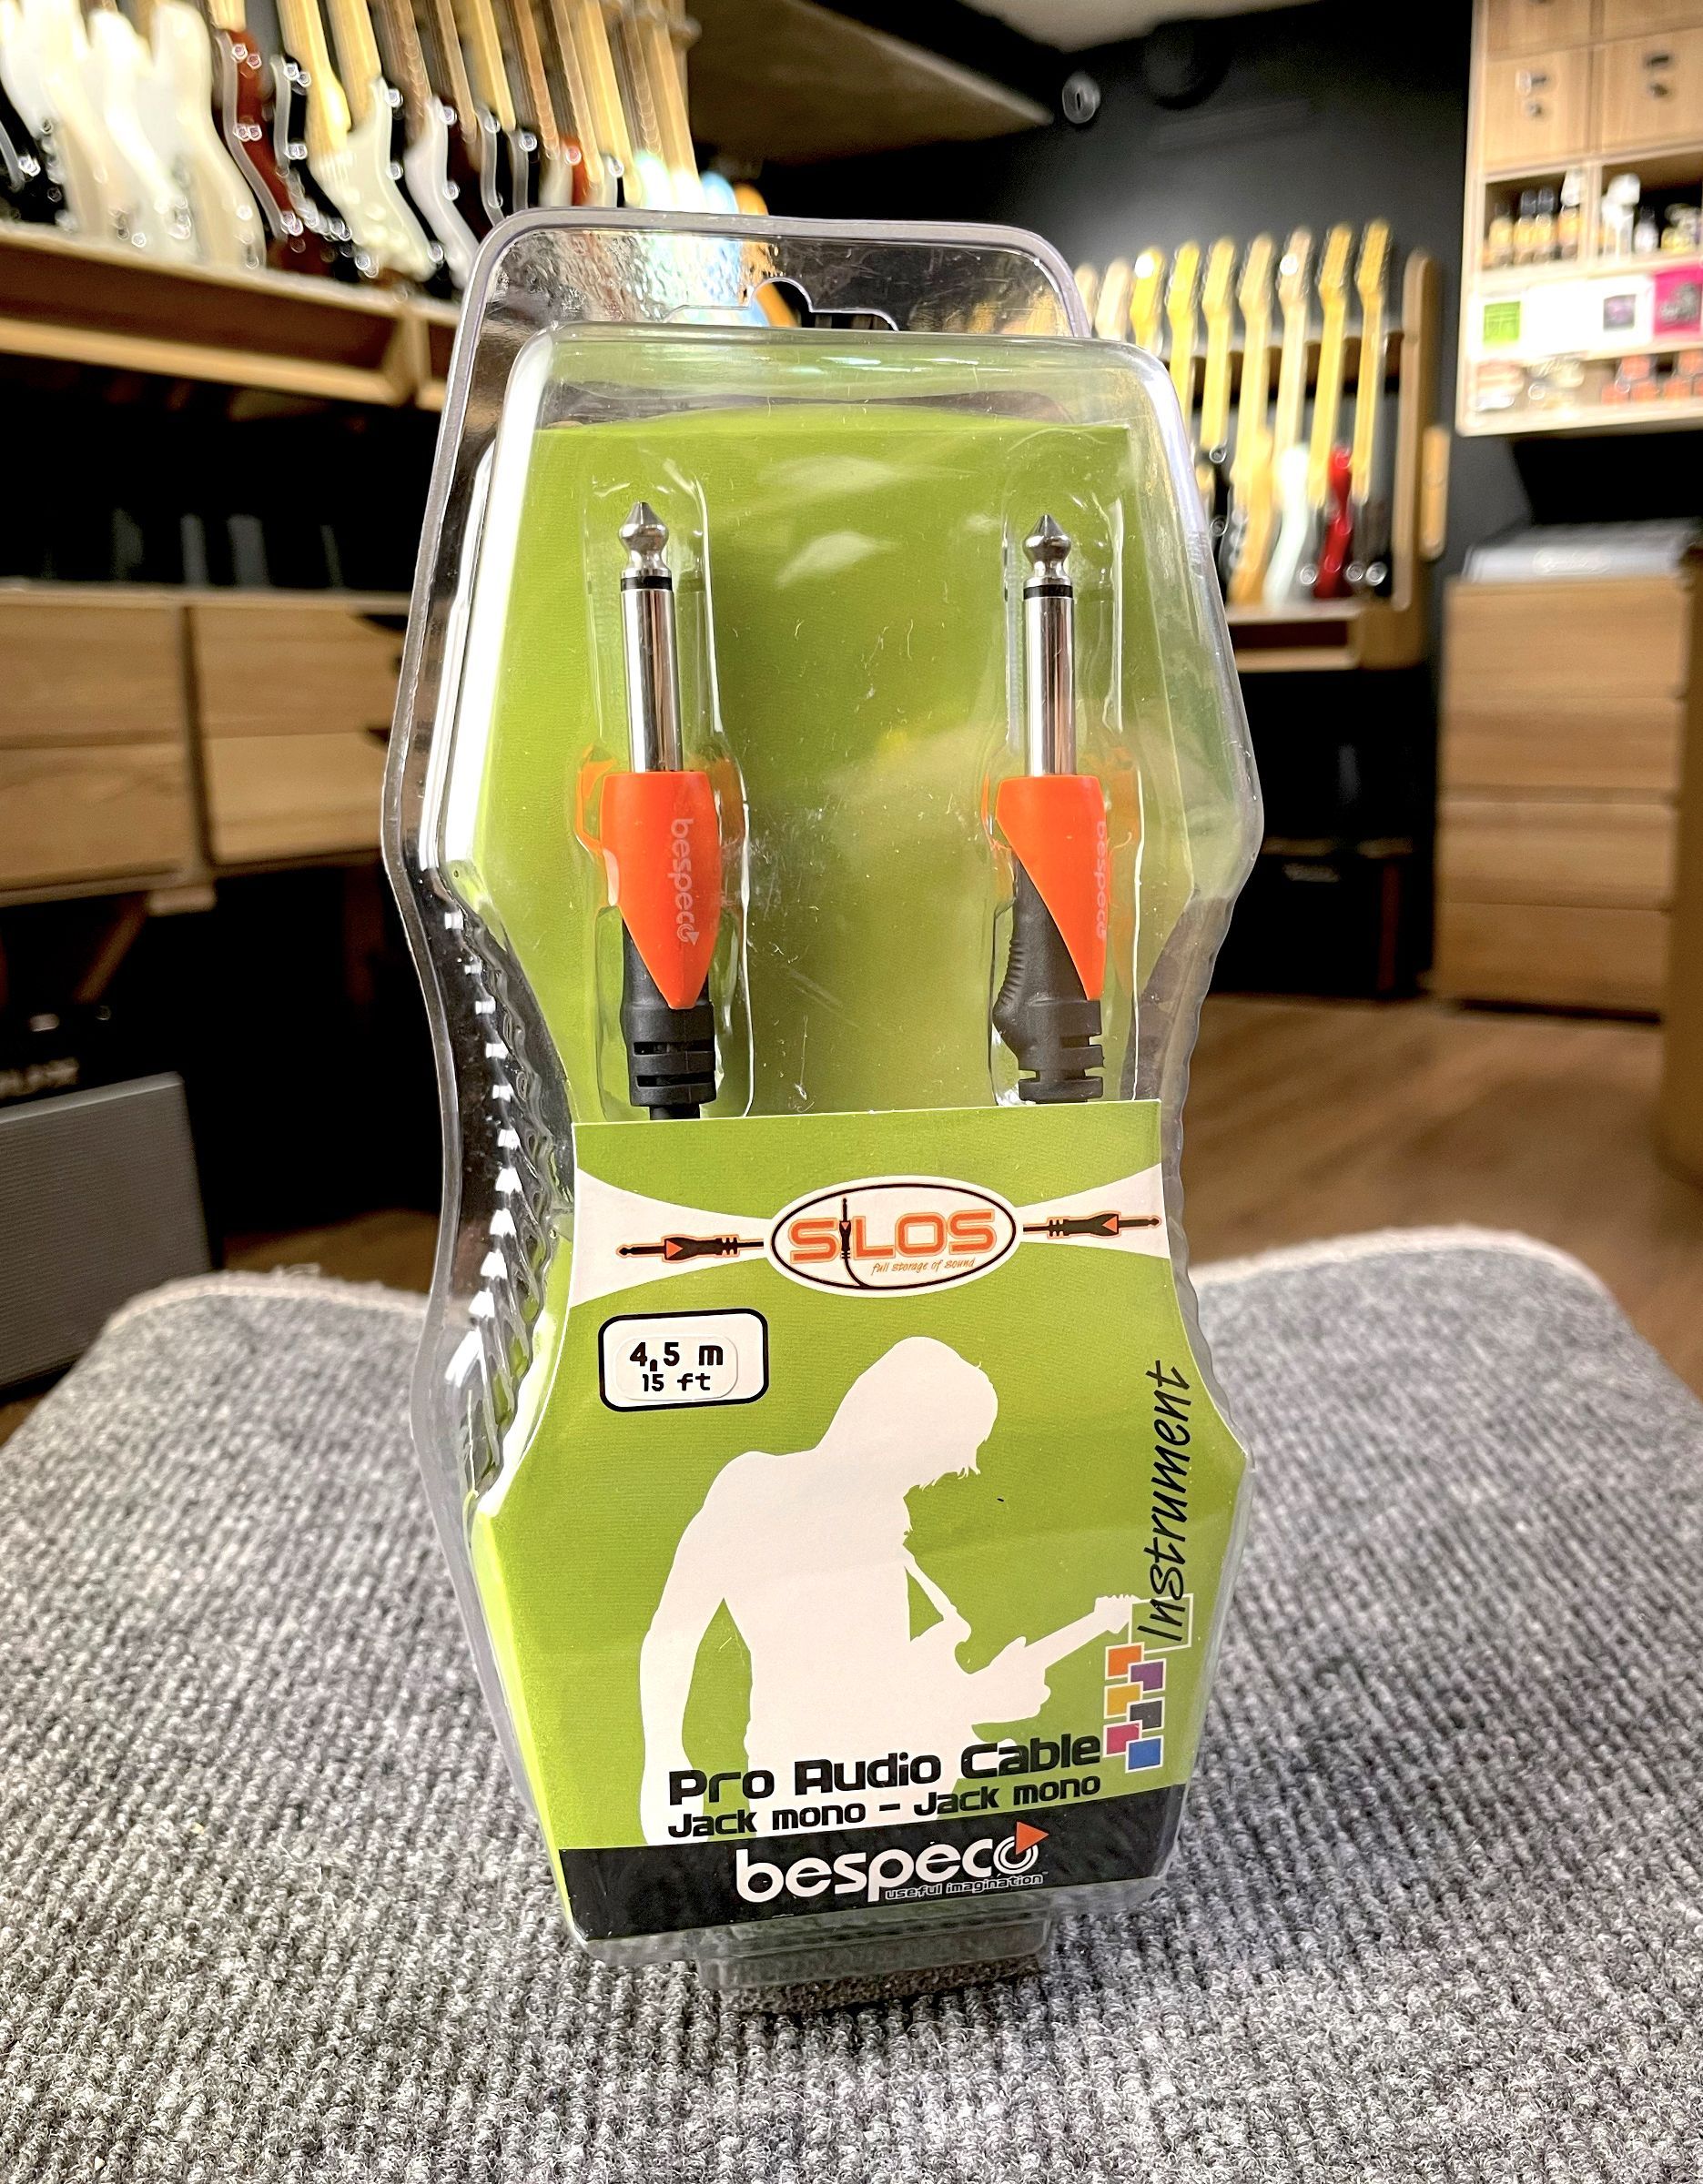 bespeco
bespeco
SILOS
full storage of sound
4,5 m
15 ft
Instrument
Pro Audio Cable
Jack mono - Jack mono
bespeco
useful imagination